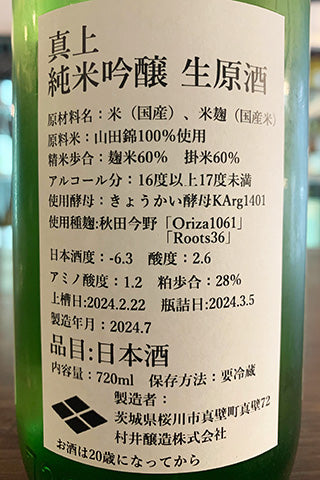 真上
純米吟醸 生原酒
原材料名：米（国産）、米麹（国産米）
原料米：山田錦100%使用
精米歩合：麹米60% 掛米60%
アルコール分：16度以上17度未満
使用酵母：きょうかい酵母KArg1401
使用種麹:秋田今野「Oriza1061」
「Roots36」
日本酒度：-6.3 酸度：2.6
アミノ酸度：1.2 粕歩合：28%
上槽日:2024.2.22 瓶詰日:2024.3.5
製造年月：2024.7
品目:日本酒
内容量：720ml 保存方法：要冷蔵
製造者：
茨城県桜川市真壁町真壁72
村井醸造株式会社
お酒は20歳になってから